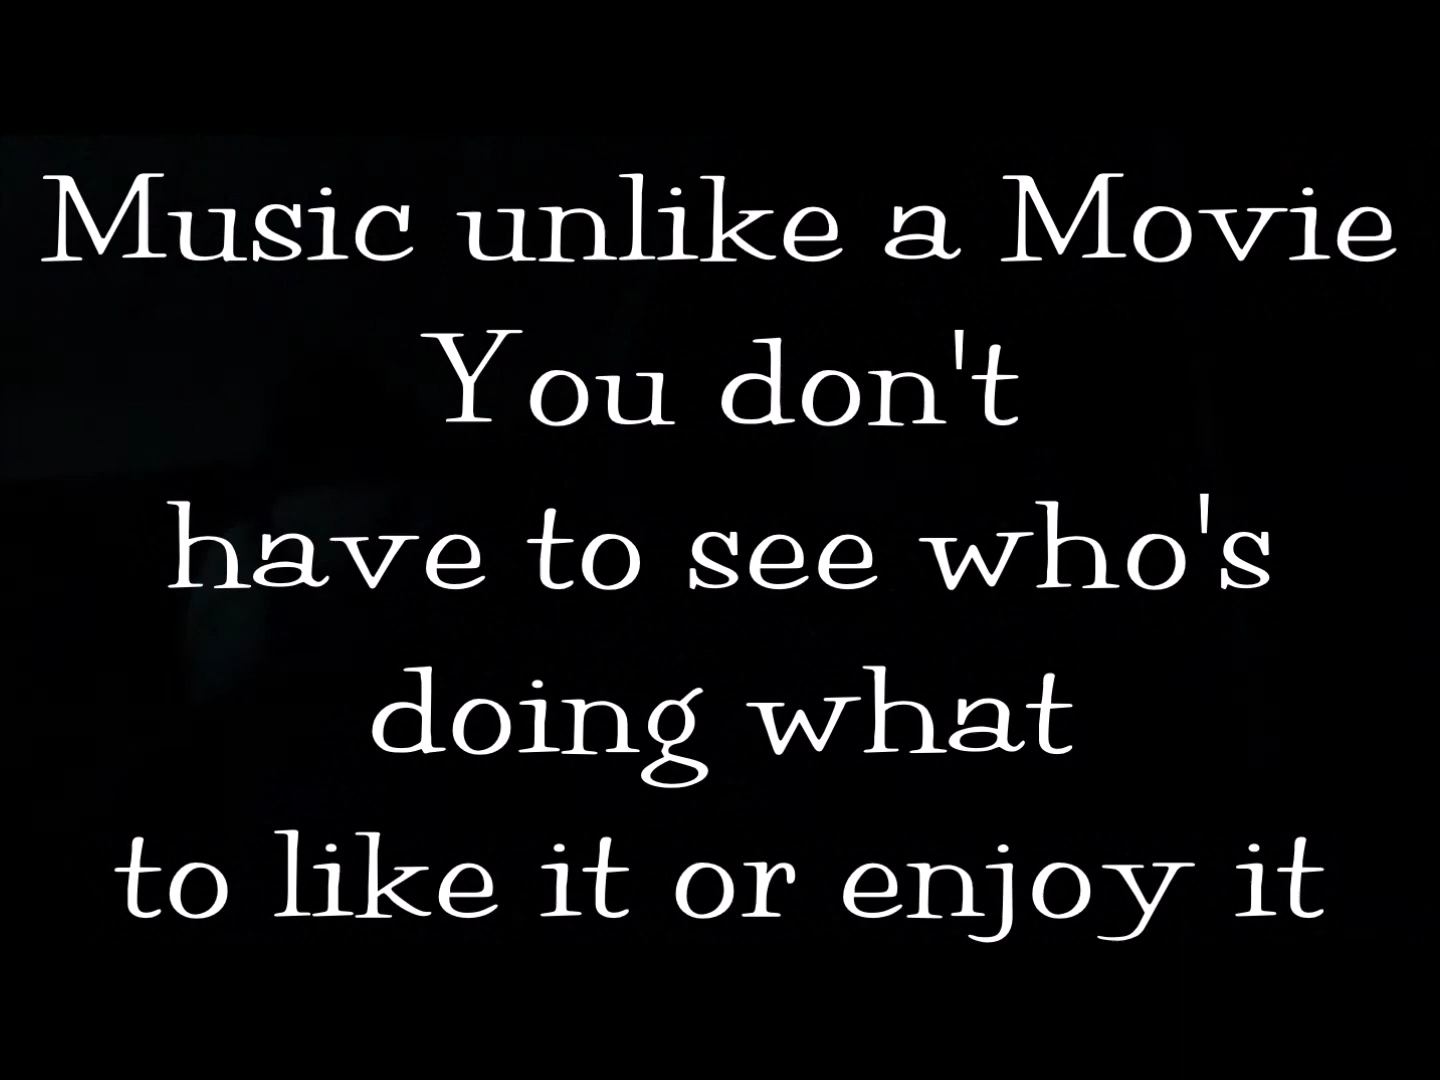 Music unlike a Movie
You don't
have to see who's
doing what
to like it or enjoy it